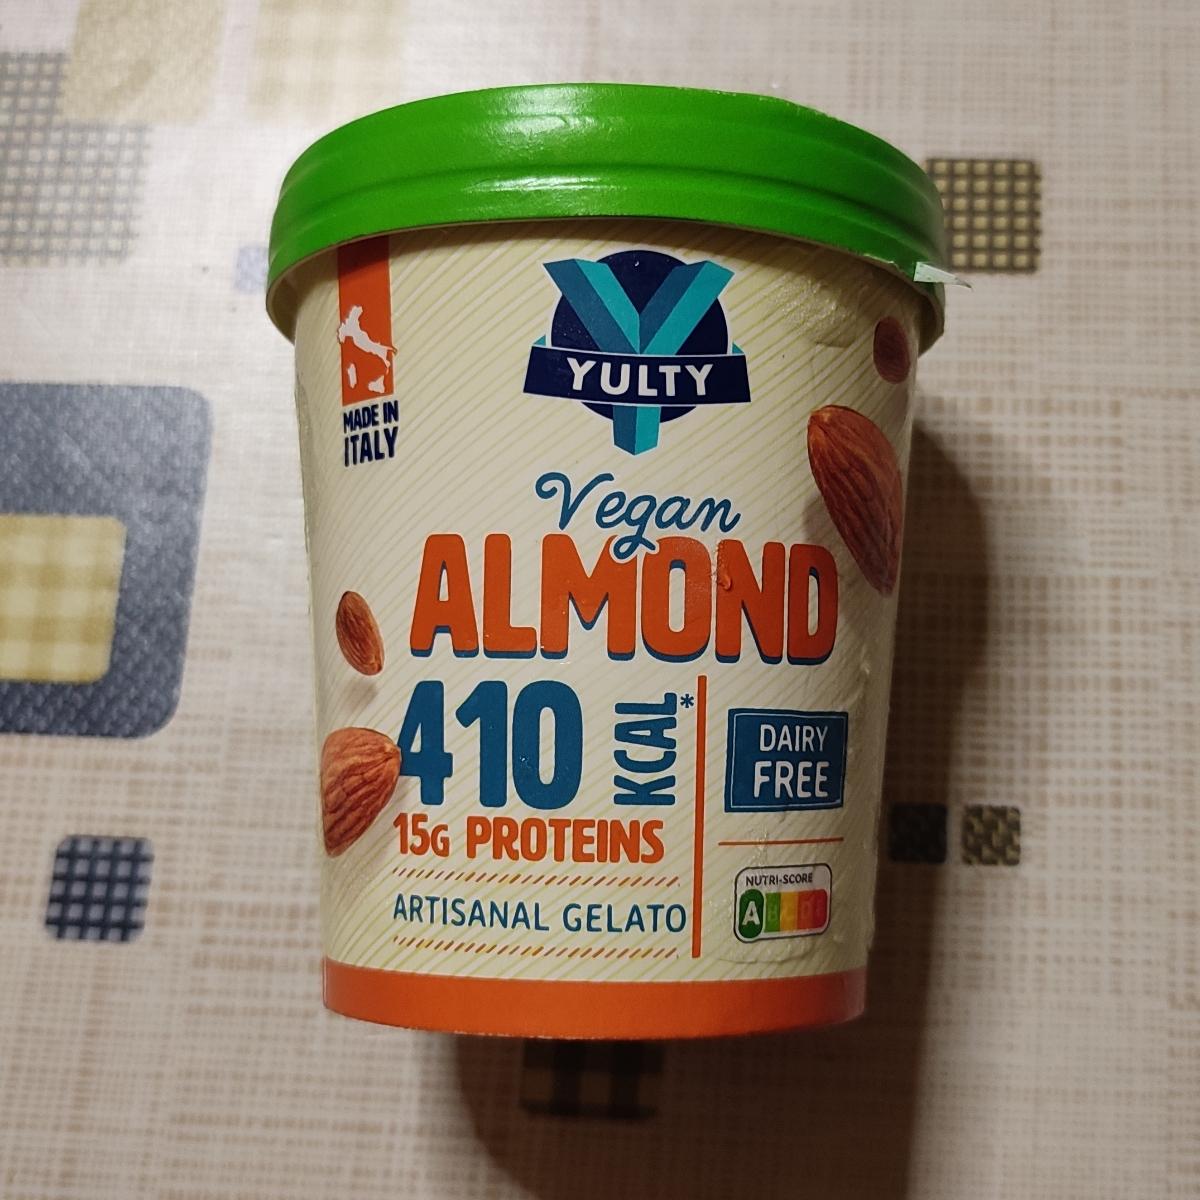 YULTY
MADE IN
ITALY
Vegan
ALMOND
410 KCAL*
15G PROTEINS
ARTISANAL GELATO
DAIRY
FREE
NUTRI-SCORE
A B C D E